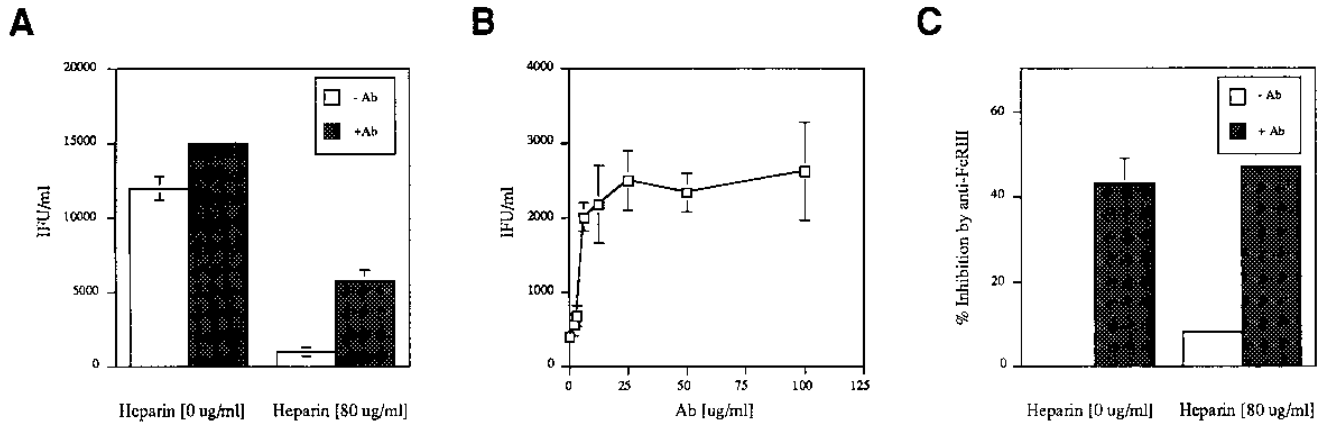 A
20000
15000
10000
5000
0
IFU/ml
- Ab
+Ab
Heparin [0 ug/ml]
Heparin [80 ug/ml]
B
4000
3000
2000
1000
0
IFU/ml
0 25 50 75 100 125
Ab [ug/ml]
C
60
40
20
0
% Inhibition by anti-FcRIII
- Ab
+ Ab
Heparin [0 ug/ml]
Heparin [80 ug/ml]